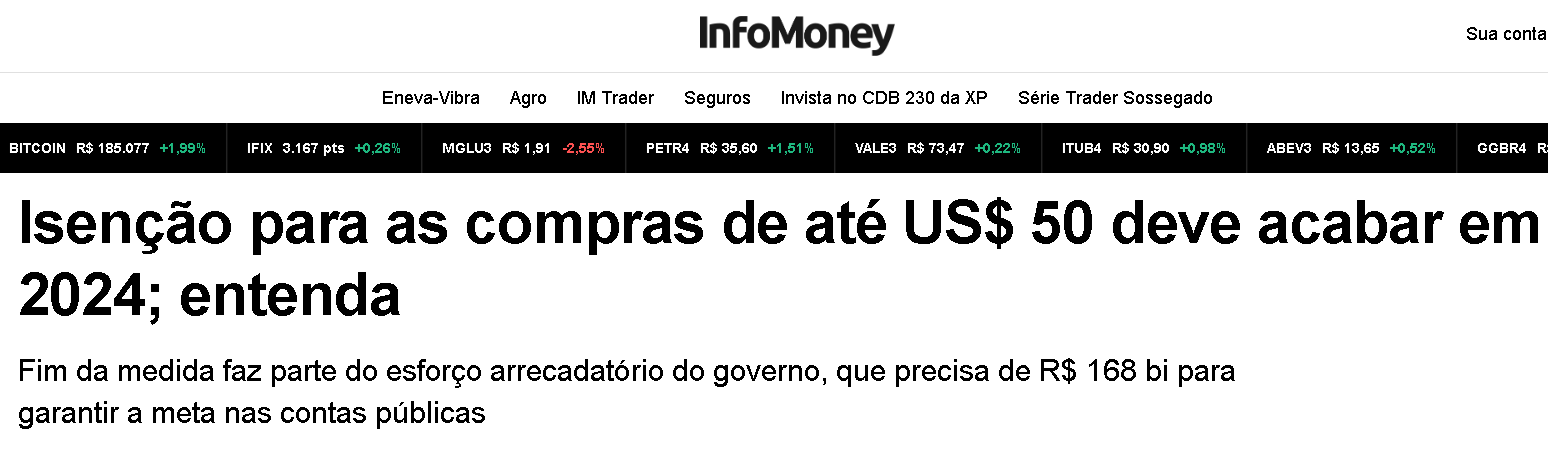 InfoMoney
Sua conta
Eneva-Vibra Agro IM Trader Seguros Invista no CDB 230 da XP Série Trader Sossegado
BITCOIN R$ 185.077 +1,99% IFIX 3.167 pts +0,26% MGLU3 R$ 1,91 -2,55% PETR4 R$ 35,60 +1,51% VALE3 R$ 73,47 +0,22% ITUB4 R$ 30,90 +0,98% ABEV3 R$ 13,65 +0,52% GGBR4
Isenção para as compras de até US$ 50 deve acabar em
2024; entenda
Fim da medida faz parte do esforço arrecadatório do governo, que precisa de R$ 168 bi para
garantir a meta nas contas públicas